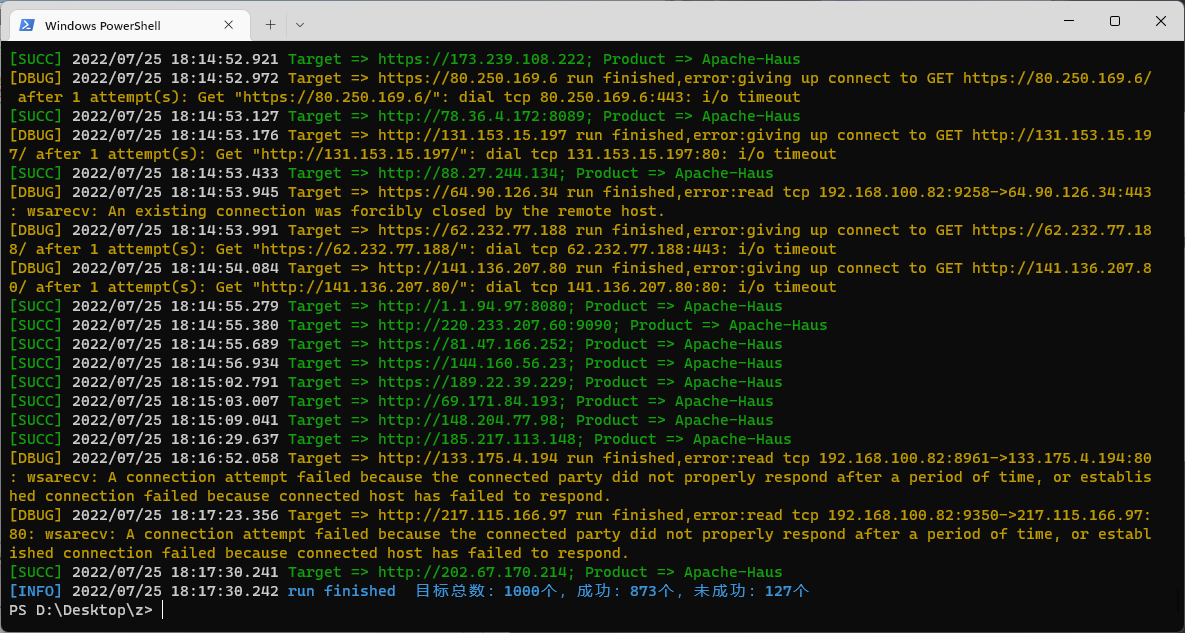 Windows PowerShell
[SUCC] 2022/07/25 18:14:52.921 Target => https://173.239.108.222; Product => Apache-Haus
[DBUG] 2022/07/25 18:14:52.972 Target => https://80.250.169.6 run finished,error:giving up connect to GET https://80.250.169.6/
after 1 attempt(s): Get "https://80.250.169.6/": dial tcp 80.250.169.6:443: i/o timeout
[SUCC] 2022/07/25 18:14:53.127 Target => http://78.36.4.172:8089; Product => Apache-Haus
[DBUG] 2022/07/25 18:14:53.176 Target => http://131.153.15.197 run finished,error:giving up connect to GET http://131.153.15.19
7/ after 1 attempt(s): Get "http://131.153.15.197/": dial tcp 131.153.15.197:80: i/o timeout
[SUCC] 2022/07/25 18:14:53.433 Target => http://88.27.244.134; Product => Apache-Haus
[DBUG] 2022/07/25 18:14:53.945 Target => https://64.90.126.34 run finished,error:read tcp 192.168.100.82:9258->64.90.126.34:443
: wsarecv: An existing connection was forcibly closed by the remote host.
[DBUG] 2022/07/25 18:14:53.991 Target => https://62.232.77.188 run finished,error:giving up connect to GET https://62.232.77.18
8/ after 1 attempt(s): Get "https://62.232.77.188/": dial tcp 62.232.77.188:443: i/o timeout
[DBUG] 2022/07/25 18:14:54.084 Target => http://141.136.207.80 run finished,error:giving up connect to GET http://141.136.207.8
0/ after 1 attempt(s): Get "http://141.136.207.80/": dial tcp 141.136.207.80:80: i/o timeout
[SUCC] 2022/07/25 18:14:55.279 Target => http://1.1.94.97:8080; Product => Apache-Haus
[SUCC] 2022/07/25 18:14:55.380 Target => http://220.233.207.60:9090; Product => Apache-Haus
[SUCC] 2022/07/25 18:14:55.689 Target => https://81.47.166.252; Product => Apache-Haus
[SUCC] 2022/07/25 18:14:56.934 Target => https://144.160.56.23; Product => Apache-Haus
[SUCC] 2022/07/25 18:15:02.791 Target => https://189.22.39.229; Product => Apache-Haus
[SUCC] 2022/07/25 18:15:03.007 Target => http://69.171.84.193; Product => Apache-Haus
[SUCC] 2022/07/25 18:15:09.041 Target => http://148.204.77.98; Product => Apache-Haus
[SUCC] 2022/07/25 18:16:29.637 Target => http://185.217.113.148; Product => Apache-Haus
[DBUG] 2022/07/25 18:16:52.058 Target => http://133.175.4.194 run finished,error:read tcp 192.168.100.82:8961->133.175.4.194:80
: wsarecv: A connection attempt failed because the connected party did not properly respond after a period of time, or establis
hed connection failed because connected host has failed to respond.
[DBUG] 2022/07/25 18:17:23.356 Target => http://217.115.166.97 run finished,error:read tcp 192.168.100.82:9350->217.115.166.97:
80: wsarecv: A connection attempt failed because the connected party did not properly respond after a period of time, or establ
ished connection failed because connected host has failed to respond.
[SUCC] 2022/07/25 18:17:30.241 Target => http://202.67.170.214; Product => Apache-Haus
[INFO] 2022/07/25 18:17:30.242 run finished 目标总数: 1000个, 成功: 873个, 未成功: 127个
PS D:\Desktop\z>